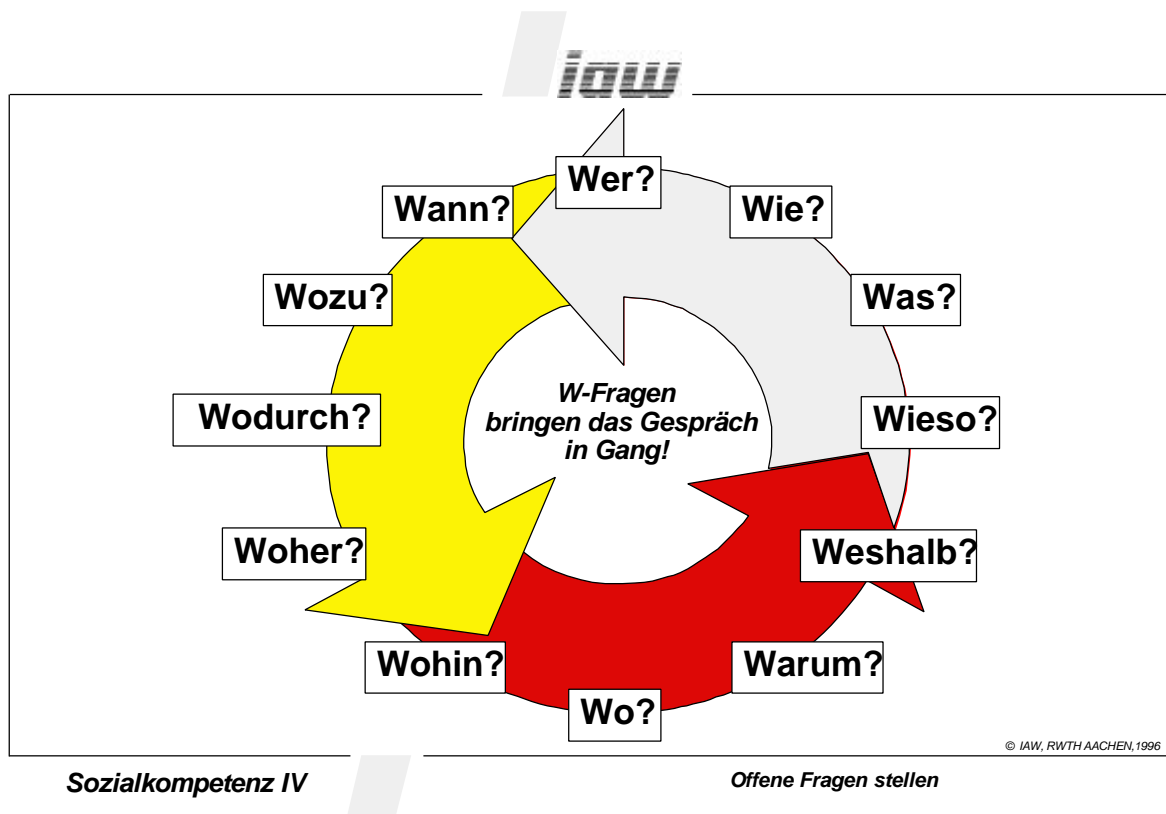 iaw
Wer?
Wie?
Was?
Wieso?
Weshalb?
Warum?
Wo?
Wohin?
Woher?
Wodurch?
Wozu?
Wann?
W-Fragen
bringen das Gespräch
in Gang!
© IAW, RWTH AACHEN,1996
Sozialkompetenz IV
Offene Fragen stellen